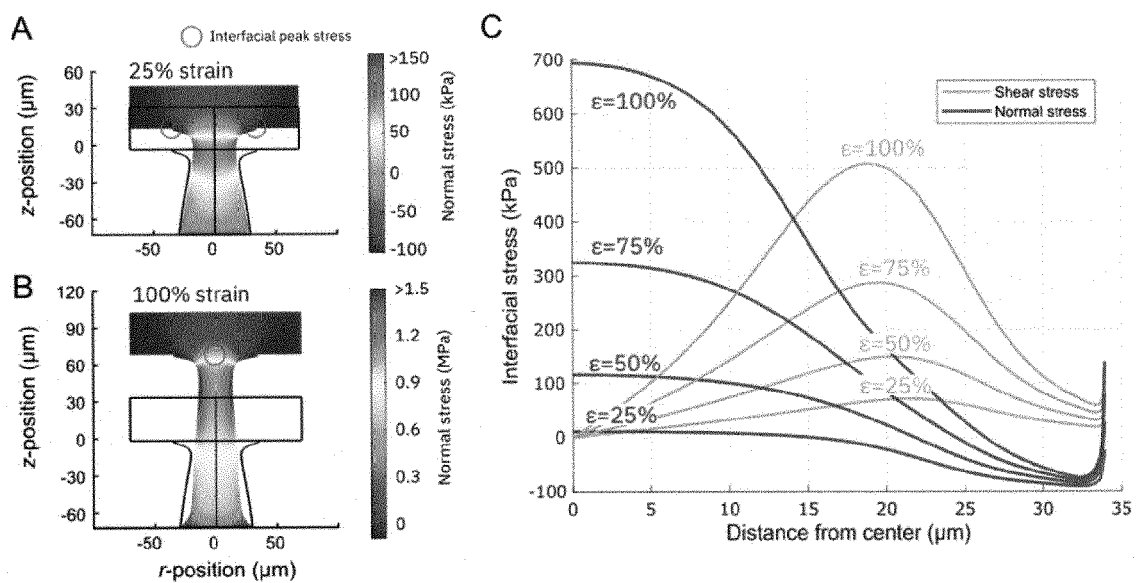 A
Interfacial peak stress
25% strain
z-position (µm)
60
30
0
-30
-60
-50
0
50
>150
100
50
0
-50
-100
Normal stress (kPa)
B
100% strain
z-position (µm)
120
90
60
30
0
-30
-60
-50
0
50
r-position (µm)
>1.5
1.2
0.9
0.6
0.3
0
Normal stress (MPa)
C
Interfacial stress (kPa)
700
600
500
400
300
200
100
0
-100
Shear stress
Normal stress
ε=100%
ε=100%
ε=75%
ε=75%
ε=50%
ε=50%
ε=25%
ε=25%
0
5
10
15
20
25
30
35
Distance from center (µm)